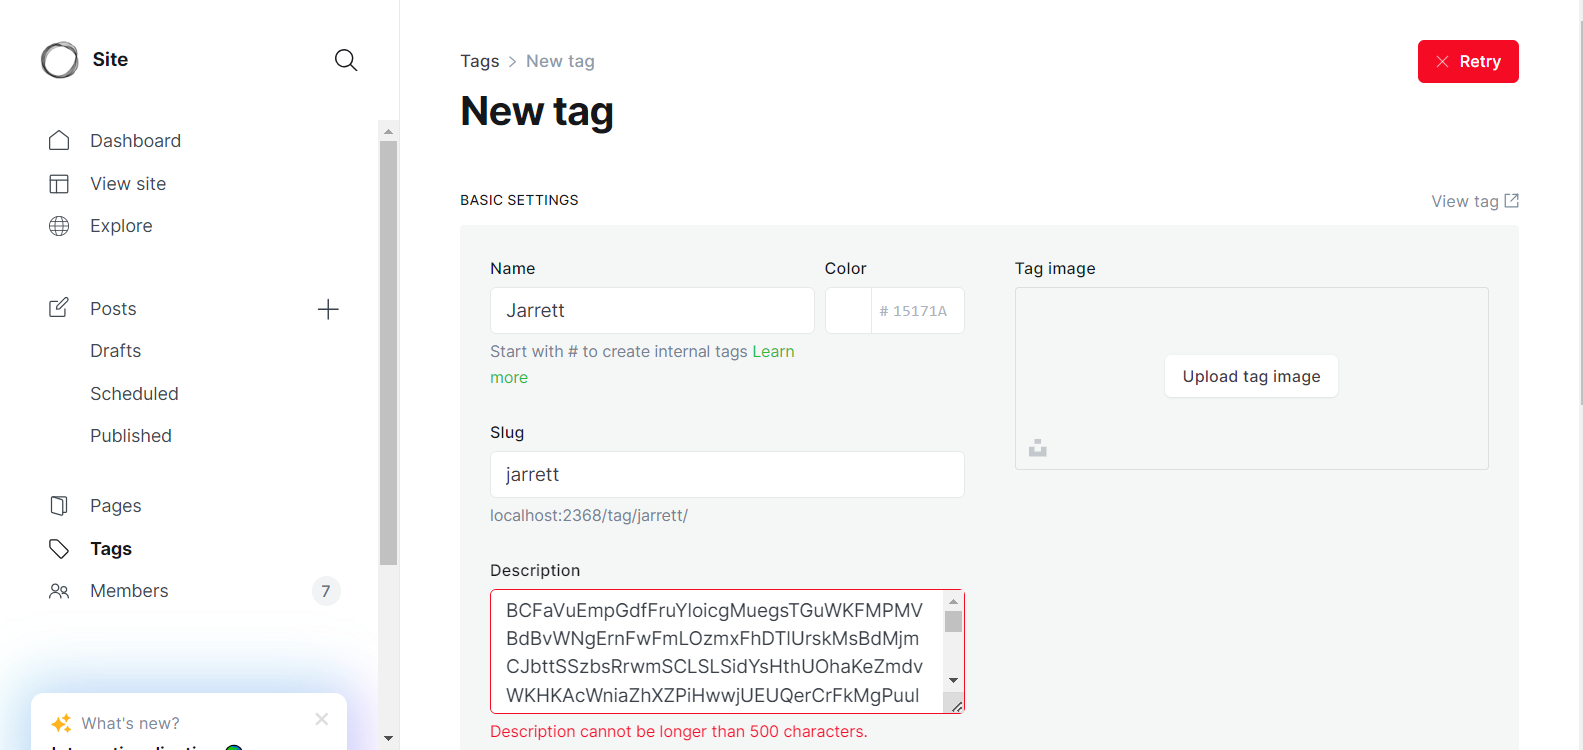 Site
Dashboard
View site
Explore
Posts
Drafts
Scheduled
Published
Pages
Tags
Members 7
What's new?
Tags > New tag
Retry
New tag
BASIC SETTINGS
View tag
Name
Jarrett
Color
# 15171A
Start with # to create internal tags Learn
more
Slug
jarrett
localhost:2368/tag/jarrett/
Description
BCFaVuEmpGdfFruYloicgMuegsTGuWKFMPMV
BdBvWNgErnFwFmLOzmxFhDTlUrskMsBdMjm
CJbttSSzbsRrwmSCLSLSidYsHthUOhaKeZmdv
WKHKAcWniaZhXZPiHwwjUEUQerCrFkMgPuul
Description cannot be longer than 500 characters.
Tag image
Upload tag image